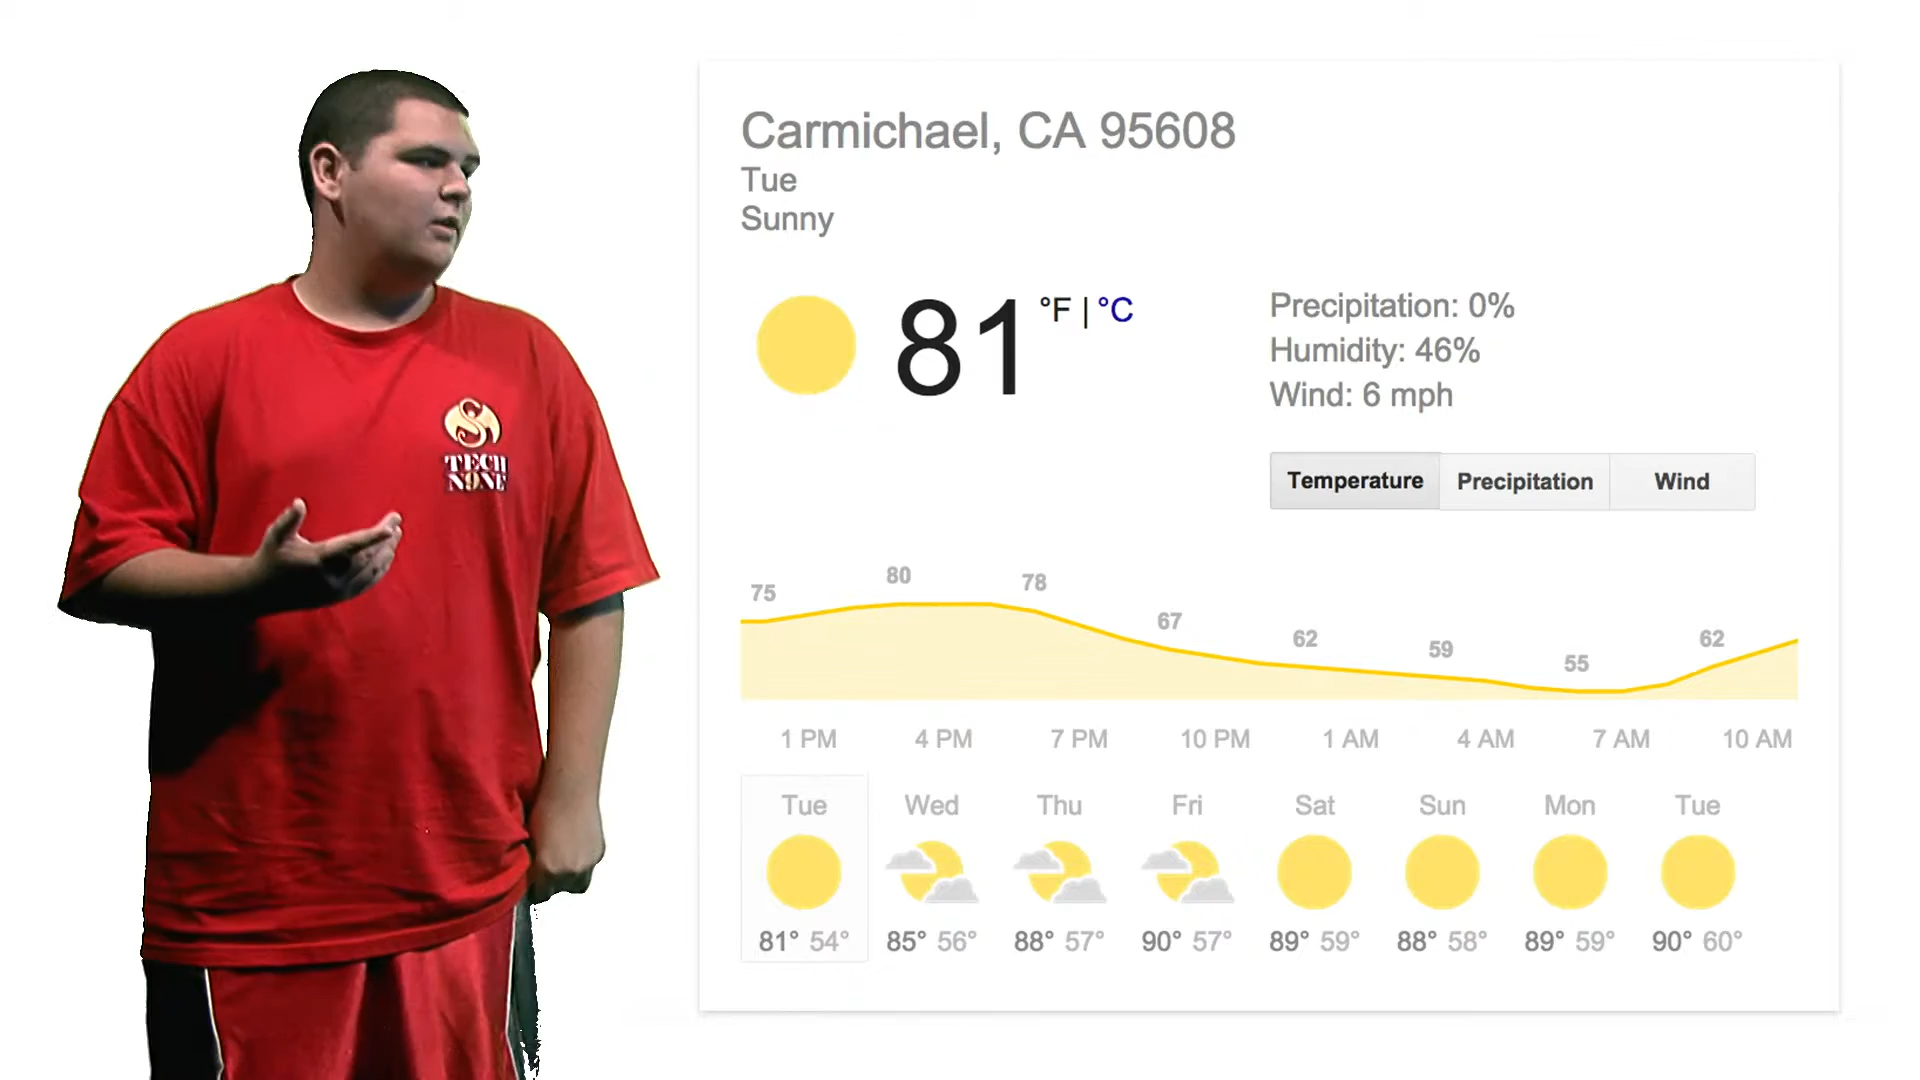 Carmichael, CA 95608
Tue
Sunny
81 °F | °C
Precipitation: 0%
Humidity: 46%
Wind: 6 mph
Temperature Precipitation Wind
TECH
N9NE
75 80 78 67 62 59 55 62
1 PM 4 PM 7 PM 10 PM 1 AM 4 AM 7 AM 10 AM
Tue Wed Thu Fri Sat Sun Mon Tue
81° 54° 85° 56° 88° 57° 90° 57° 89° 59° 88° 58° 89° 59° 90° 60°